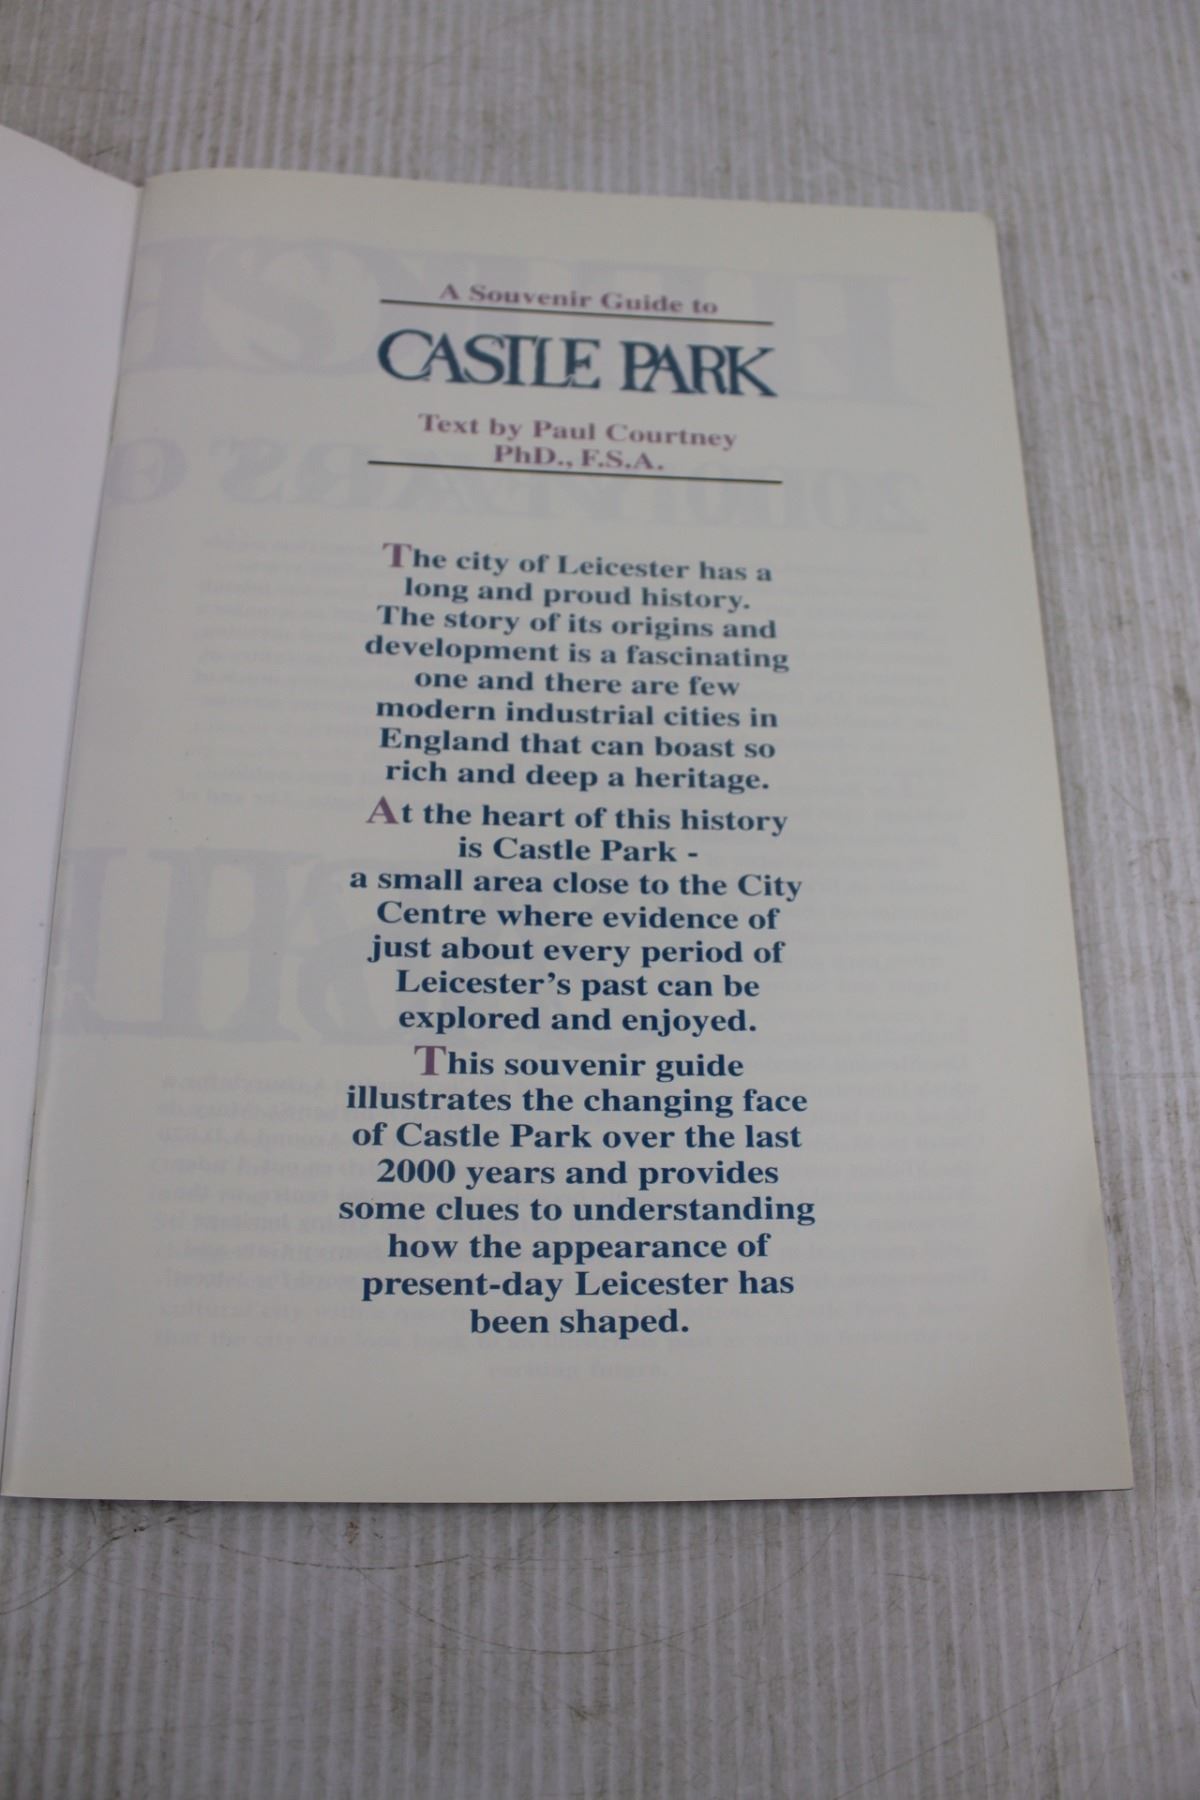 A Souvenir Guide to
CASTLE PARK
Text by Paul Courtney
PhD., F.S.A.
The city of Leicester has a
long and proud history.
The story of its origins and
development is a fascinating
one and there are few
modern industrial cities in
England that can boast so
rich and deep a heritage.
At the heart of this history
is Castle Park -
a small area close to the City
Centre where evidence of
just about every period of
Leicester's past can be
explored and enjoyed.
This souvenir guide
illustrates the changing face
of Castle Park over the last
2000 years and provides
some clues to understanding
how the appearance of
present-day Leicester has
been shaped.